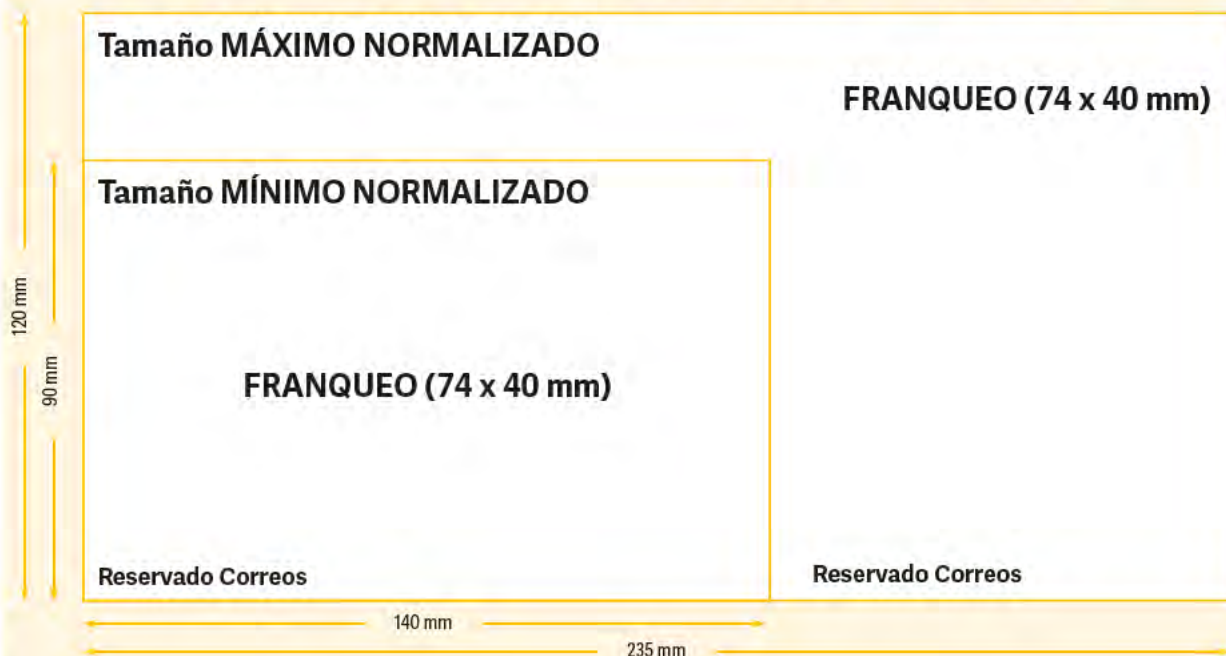 Tamaño MÁXIMO NORMALIZADO
FRANQUEO (74 x 40 mm)
Tamaño MÍNIMO NORMALIZADO
120 mm
90 mm
FRANQUEO (74 x 40 mm)
Reservado Correos
Reservado Correos
140 mm
235 mm